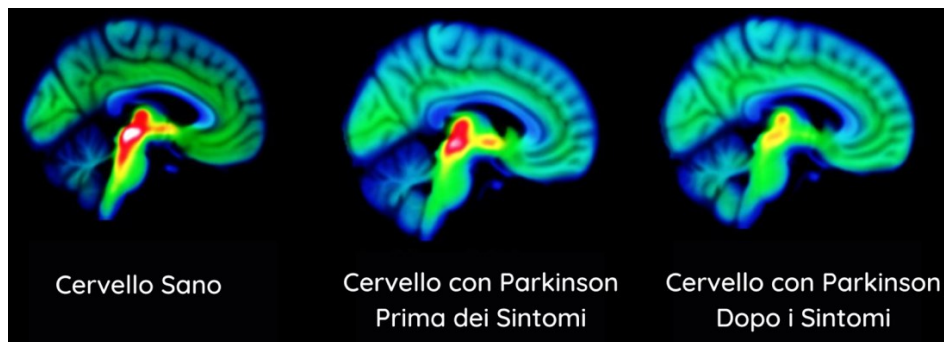 Cervello Sano
Cervello con Parkinson
Prima dei Sintomi
Cervello con Parkinson
Dopo i Sintomi